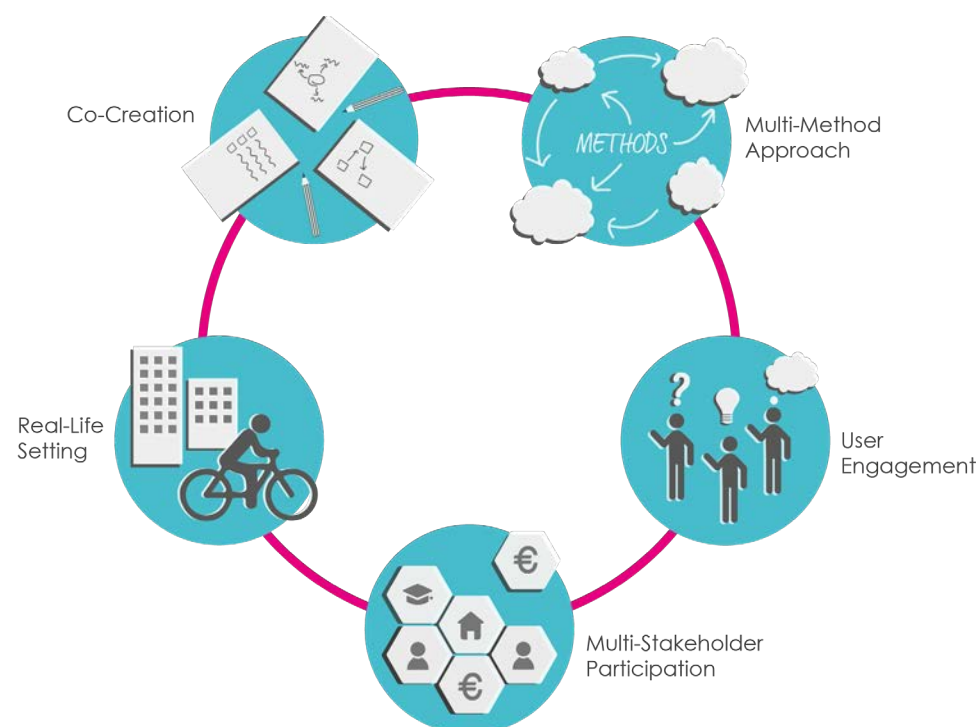 Co-Creation
METHODS
Multi-Method
Approach
Real-Life
Setting
?
User
Engagement
€
€
Multi-Stakeholder
Participation